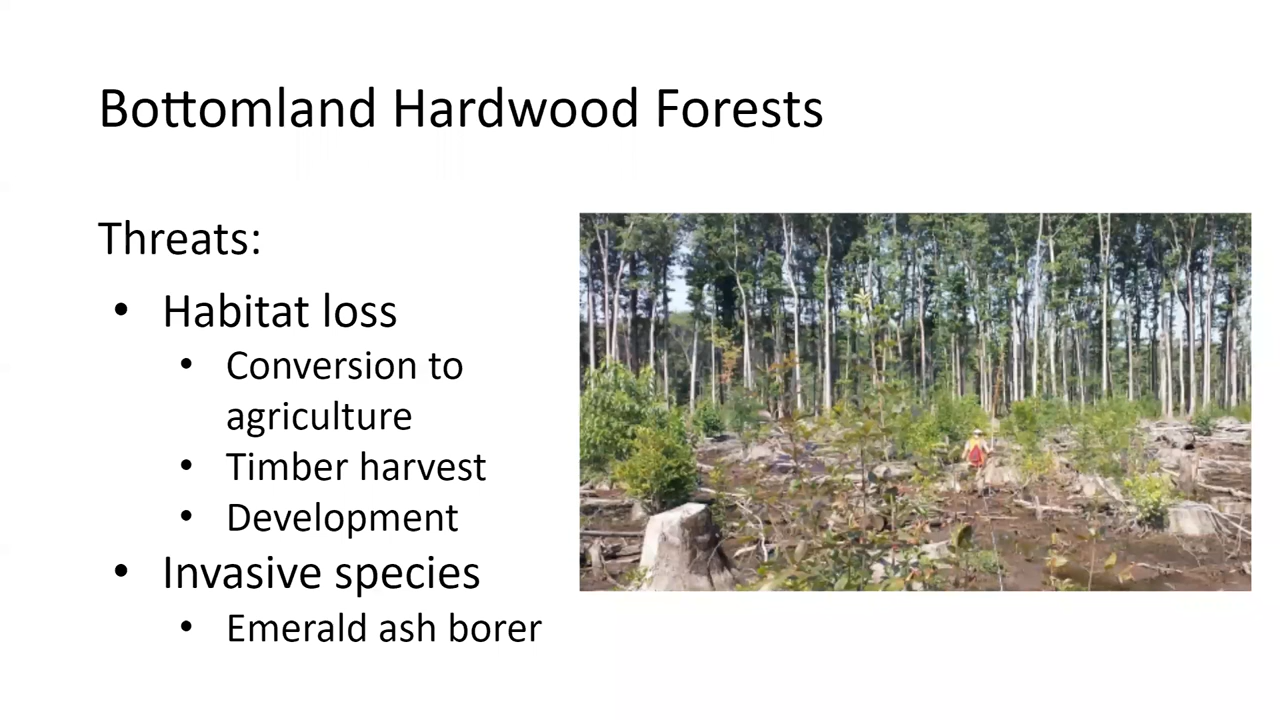 Bottomland Hardwood Forests
Threats:
• Habitat loss
• Conversion to
agriculture
• Timber harvest
• Development
• Invasive species
• Emerald ash borer